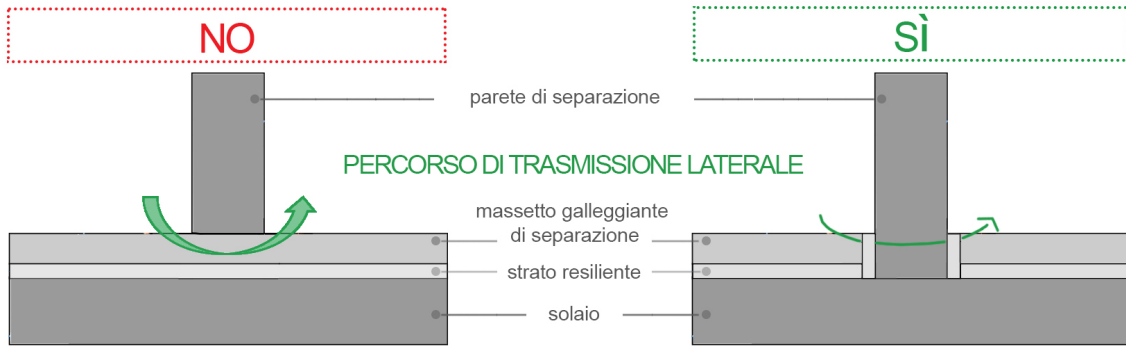 NO
SÌ
parete di separazione
PERCORSO DI TRASMISSIONE LATERALE
massetto galleggiante
di separazione
strato resiliente
solaio